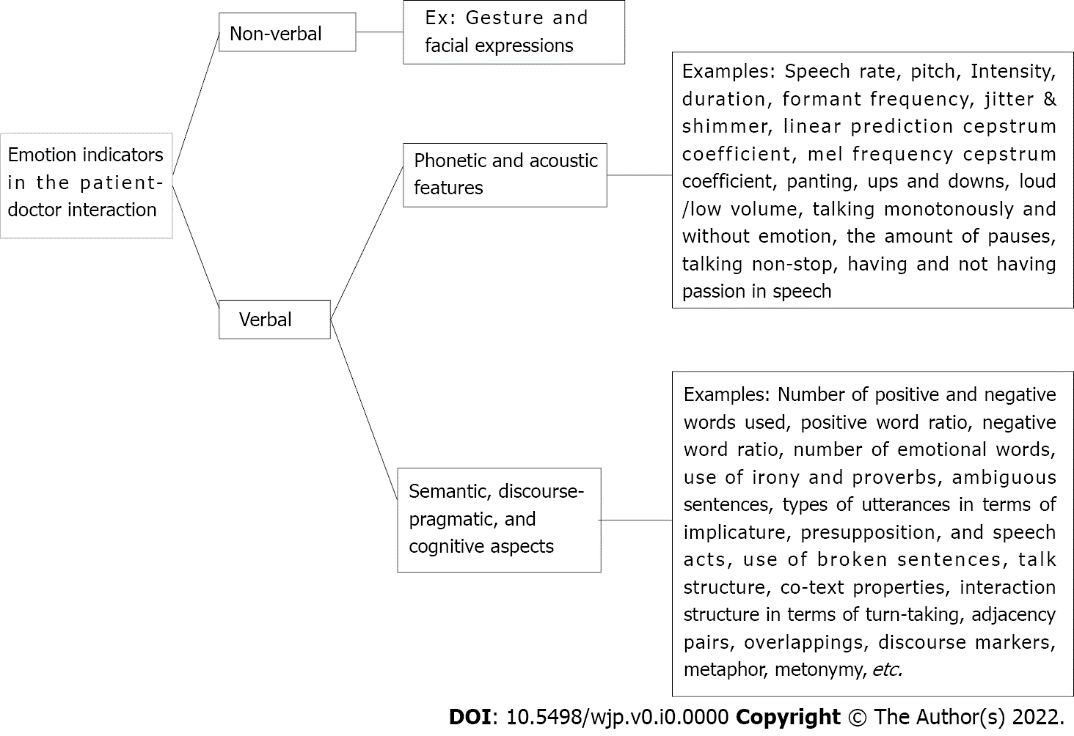 Non-verbal
Ex: Gesture and
facial expressions
Emotion indicators
in the patient-
doctor interaction
Phonetic and acoustic
features
Examples: Speech rate, pitch, Intensity,
duration, formant frequency, jitter &
shimmer, linear prediction cepstrum
coefficient, mel frequency cepstrum
coefficient, panting, ups and downs, loud
/low volume, talking monotonously and
without emotion, the amount of pauses,
talking non-stop, having and not having
passion in speech
Verbal
Semantic, discourse-
pragmatic, and
cognitive aspects
Examples: Number of positive and negative
words used, positive word ratio, negative
word ratio, number of emotional words,
use of irony and proverbs, ambiguous
sentences, types of utterances in terms of
implicature, presupposition, and speech
acts, use of broken sentences, talk
structure, co-text properties, interaction
structure in terms of turn-taking, adjacency
pairs, overlappings, discourse markers,
metaphor, metonymy, etc.
DOI: 10.5498/wjp.v0.i0.0000 Copyright © The Author(s) 2022.